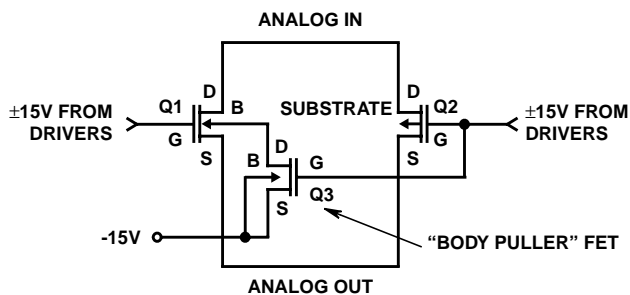 ANALOG IN
D
D
Q1
B
SUBSTRATE
Q2
±15V FROM
DRIVERS
±15V FROM
DRIVERS
G
D
G
S
B
G
S
S
Q3
-15V
“BODY PULLER” FET
ANALOG OUT